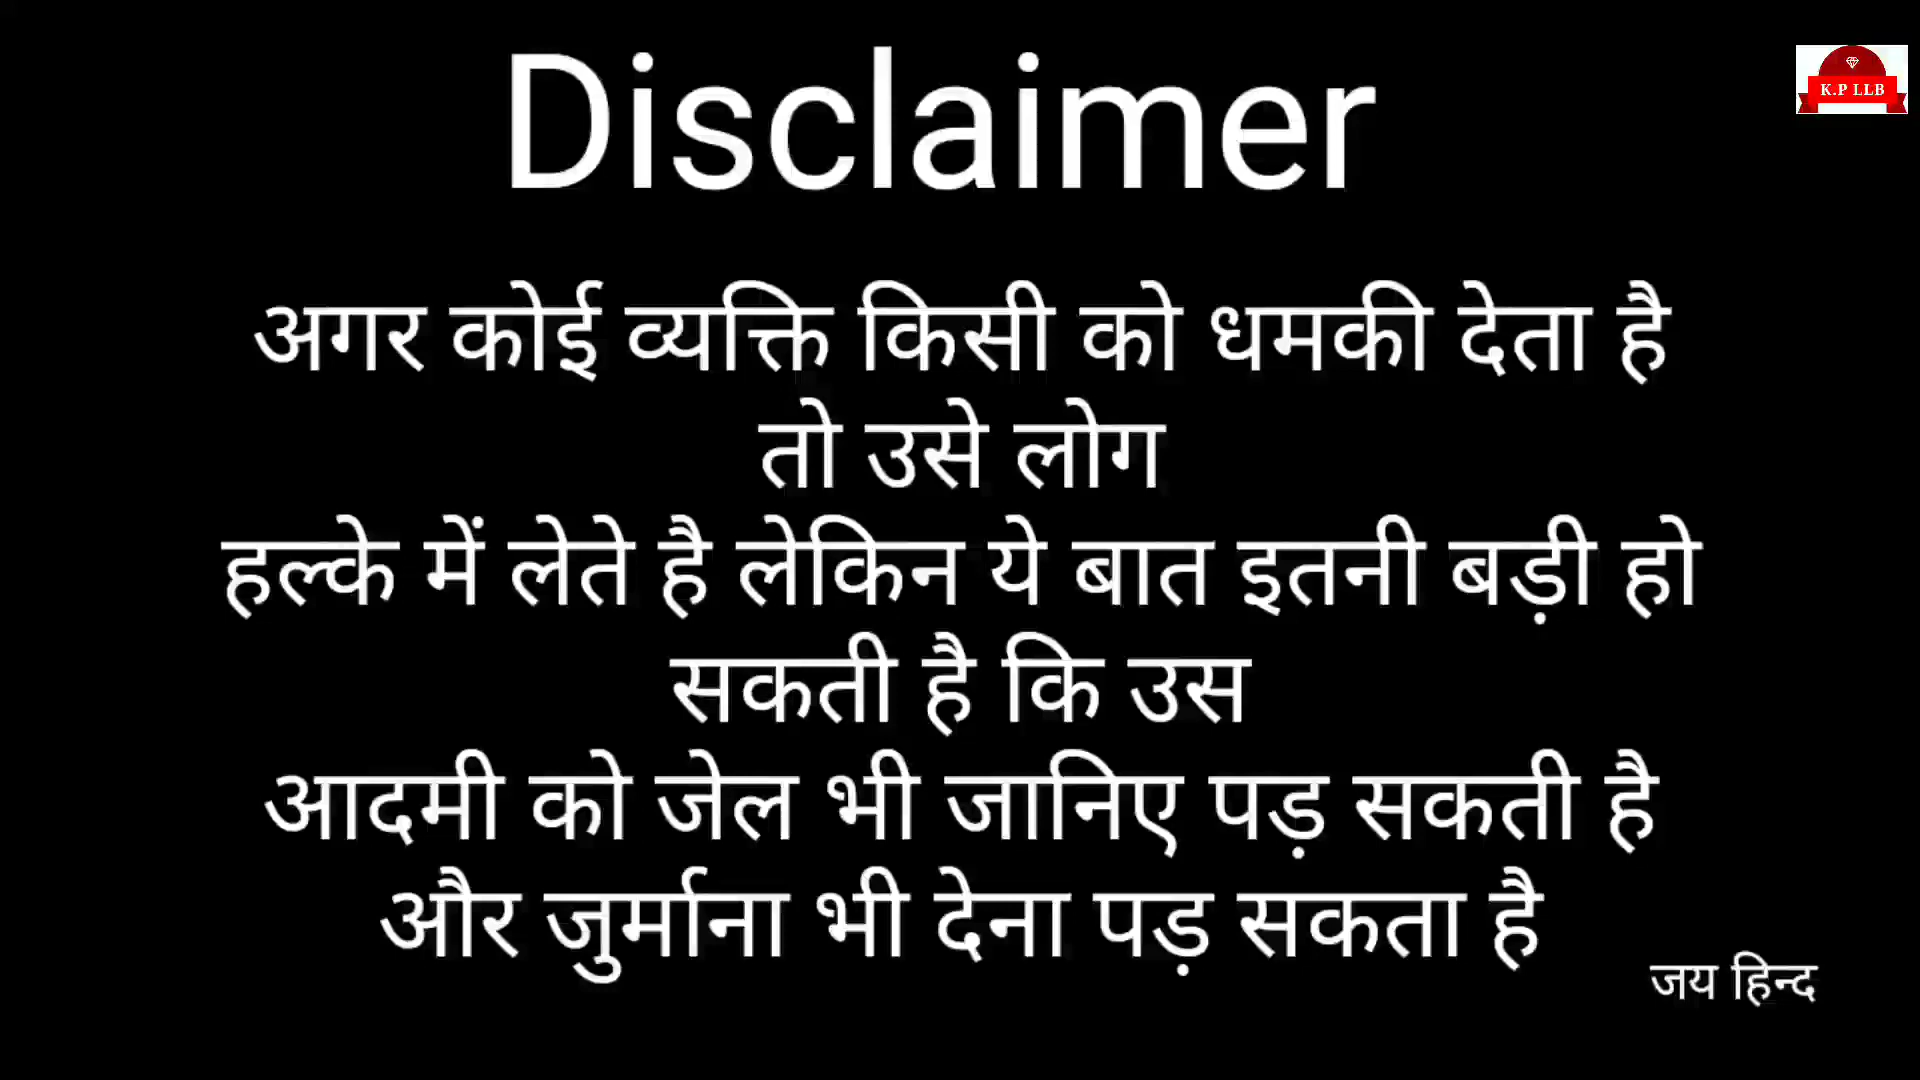 Disclaimer
K.P LLB
अगर कोई व्यक्ति किसी को धमकी देता है
तो उसे लोग
हल्के में लेते है लेकिन ये बात इतनी बड़ी हो
सकती है कि उस
आदमी को जेल भी जानिए पड़ सकती है
और जुर्माना भी देना पड़ सकता है
जय हिन्द